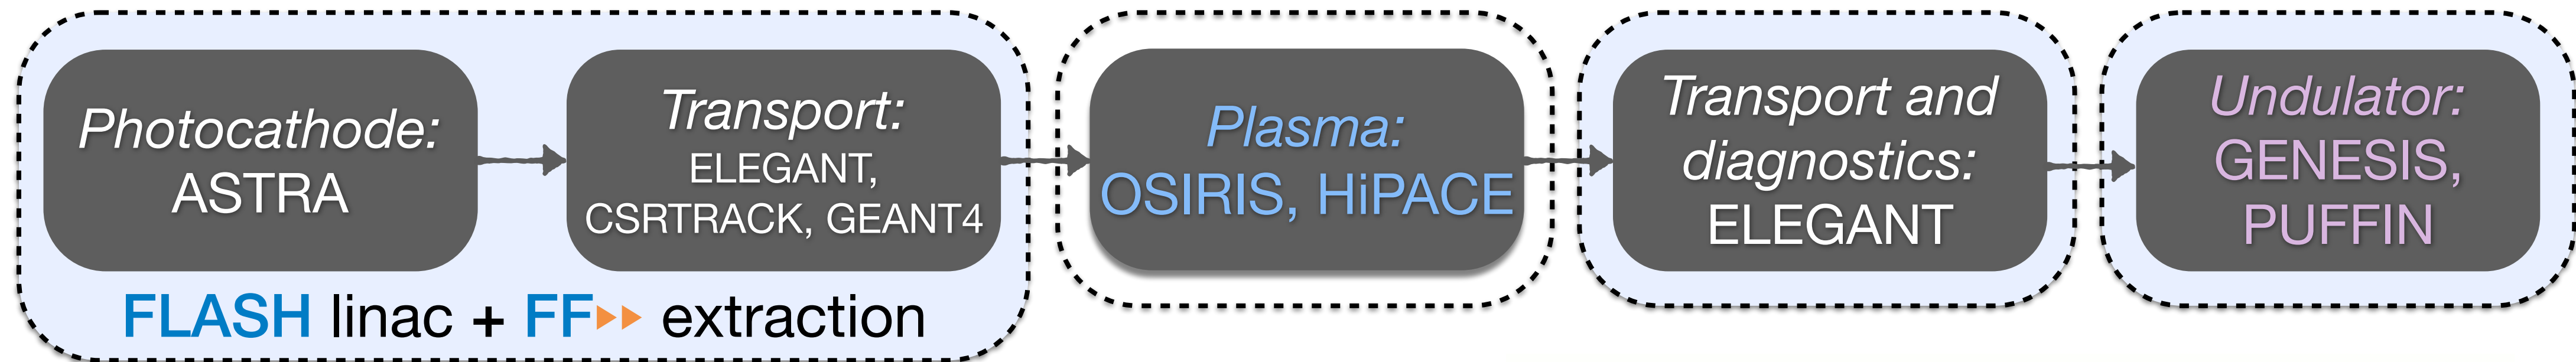 Photocathode:
ASTRA
Transport:
ELEGANT,
CSRTRACK, GEANT4
FLASH linac + FF▸▸ extraction
Plasma:
OSIRIS, HiPACE
Transport and
diagnostics:
ELEGANT
Undulator:
GENESIS,
PUFFIN